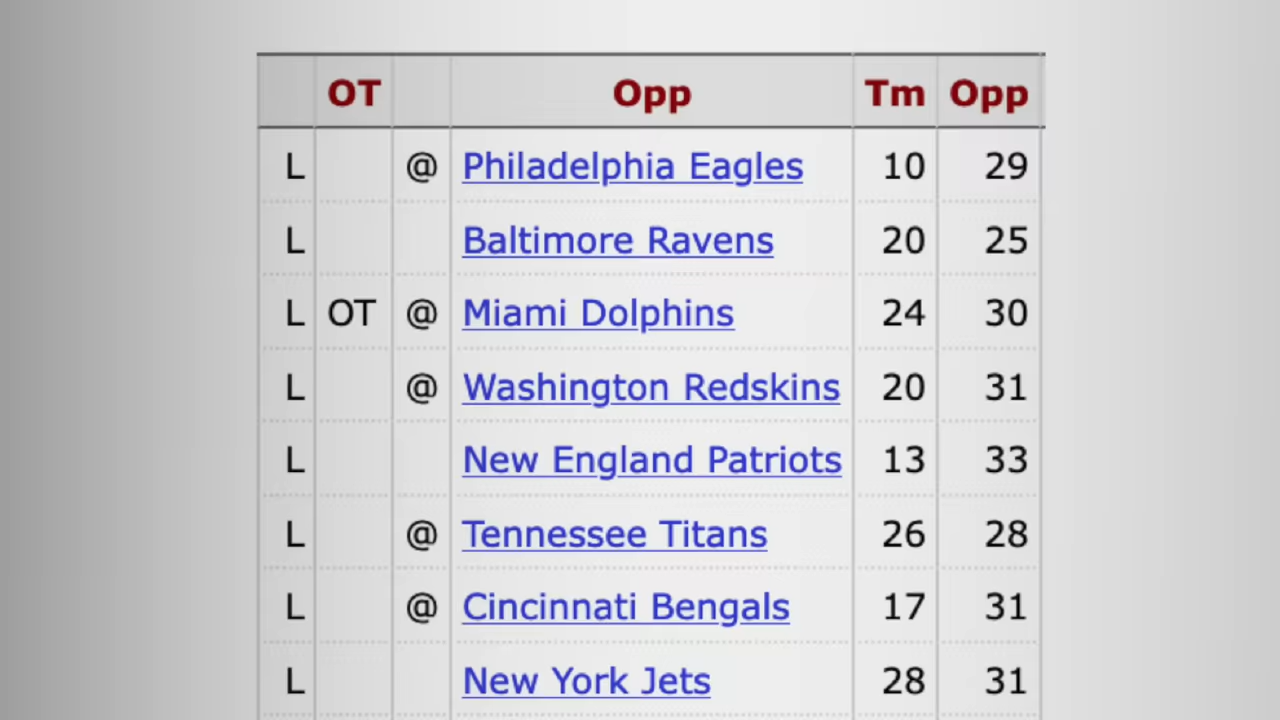 OT Opp Tm Opp
L @ Philadelphia Eagles 10 29
L Baltimore Ravens 20 25
L OT @ Miami Dolphins 24 30
L @ Washington Redskins 20 31
L New England Patriots 13 33
L @ Tennessee Titans 26 28
L @ Cincinnati Bengals 17 31
L New York Jets 28 31